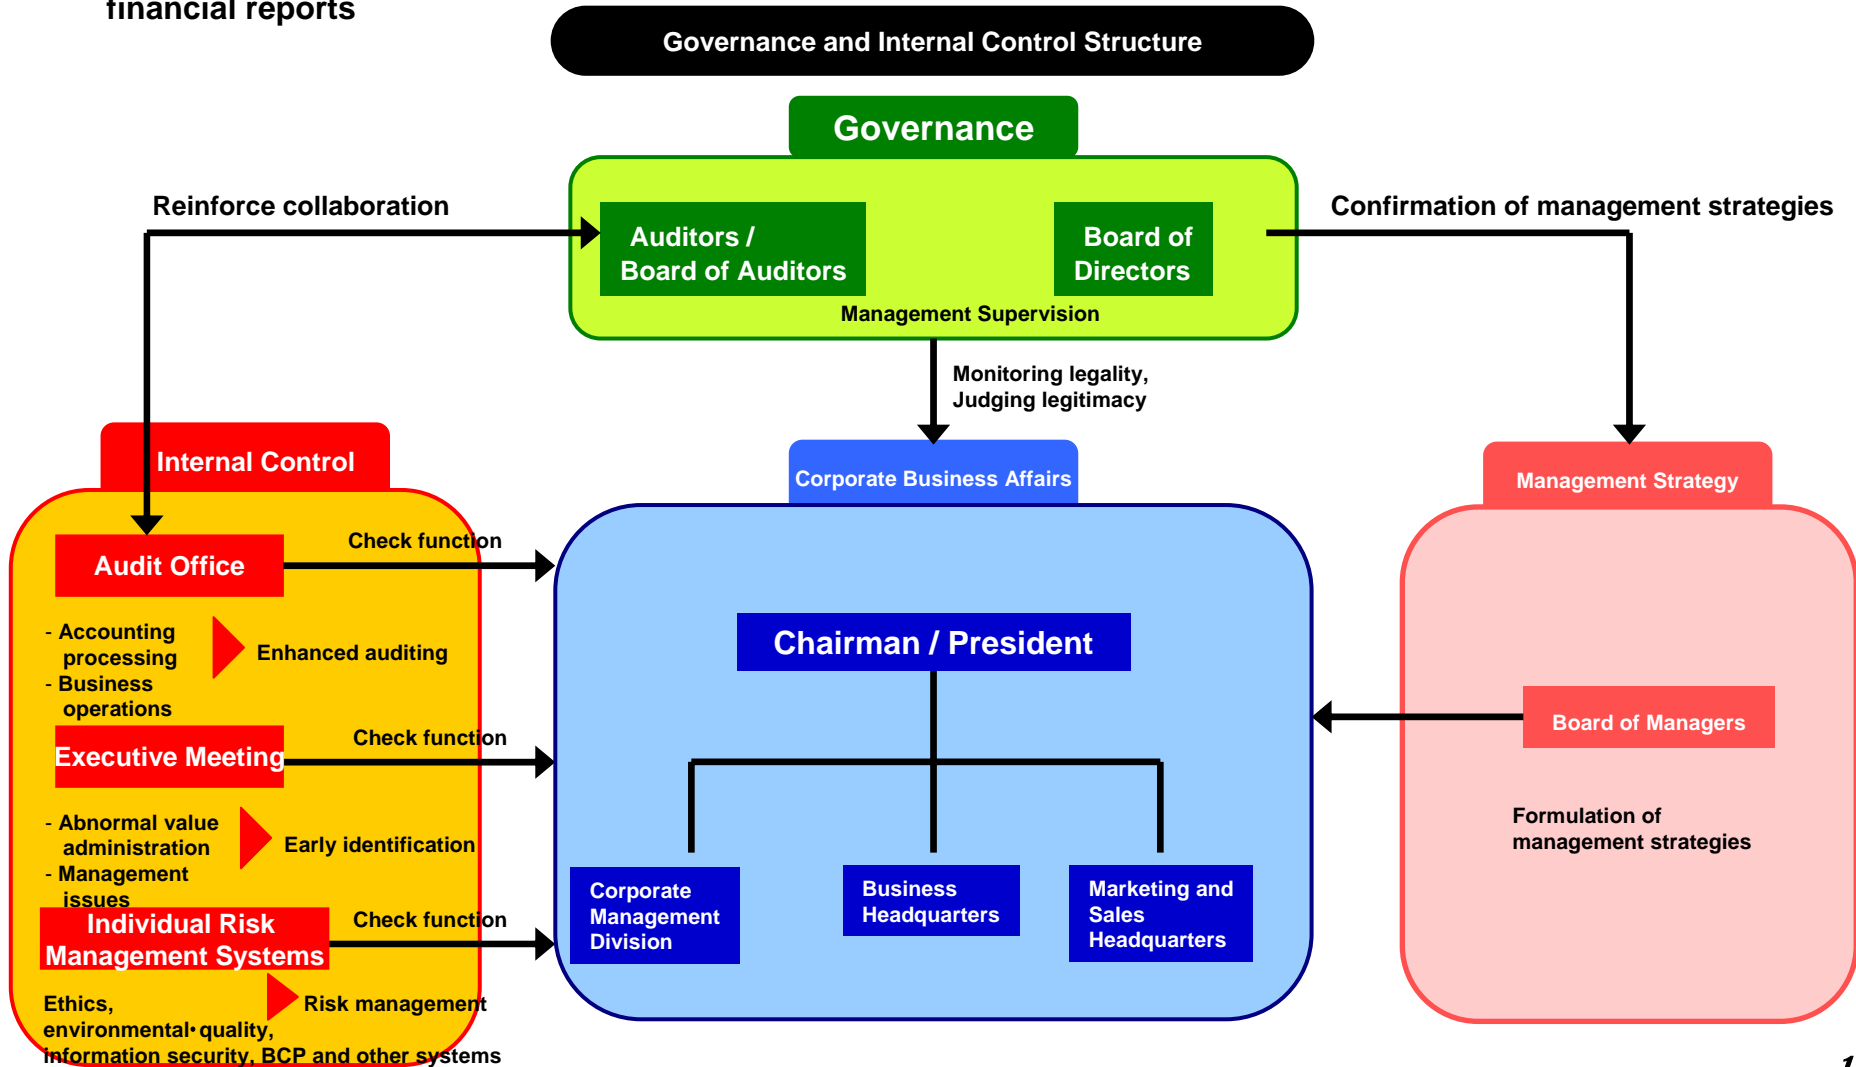 financial reports
Governance and Internal Control Structure
Governance
Reinforce collaboration
Confirmation of management strategies
Auditors /
Board of Auditors
Board of
Directors
Management Supervision
Monitoring legality,
Judging legitimacy
Internal Control
Corporate Business Affairs
Management Strategy
Audit Office
Check function
- Accounting
processing
- Business
operations
Enhanced auditing
Executive Meeting
Check function
- Abnormal value
administration
- Management
issues
Early identification
Individual Risk
Management Systems
Check function
Ethics,
environmental・quality,
information security, BCP and other systems
Risk management
Chairman / President
Corporate
Management
Division
Business
Headquarters
Marketing and
Sales
Headquarters
Board of Managers
Formulation of
management strategies